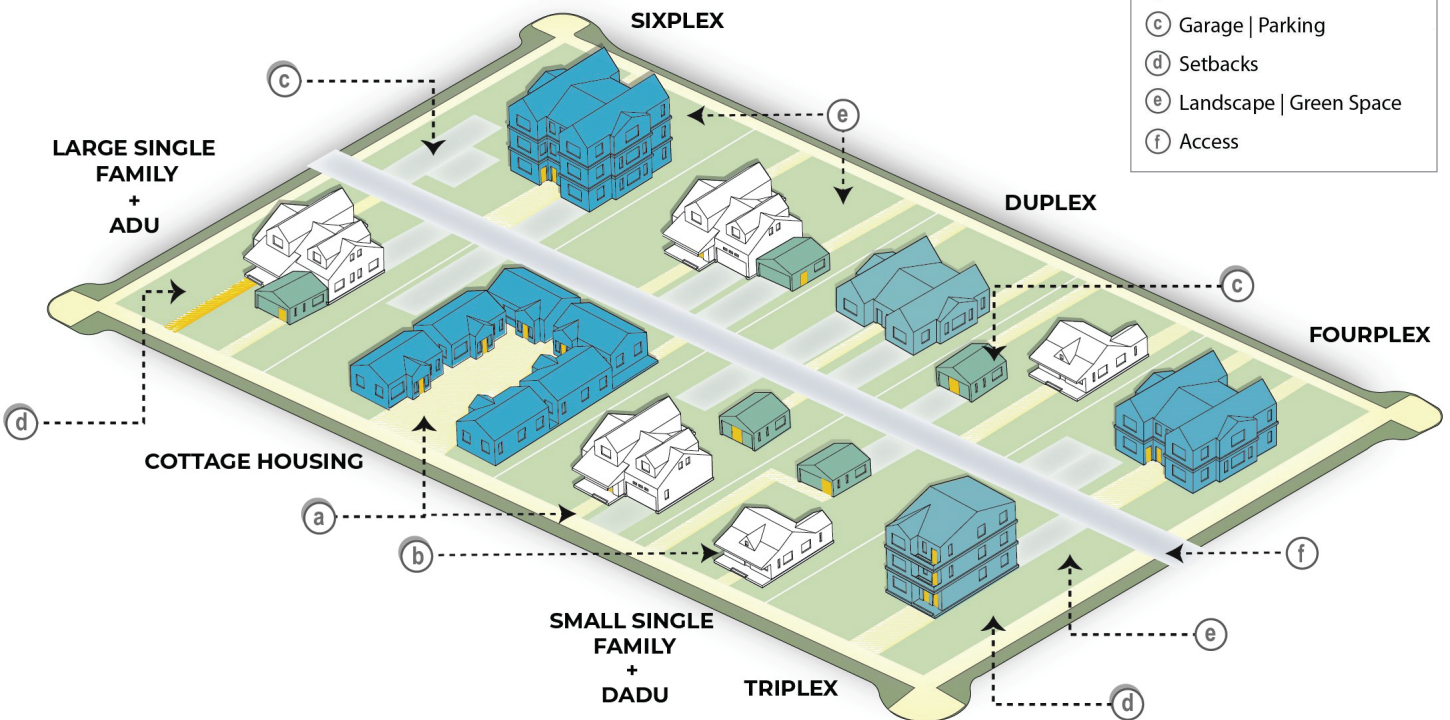 SIXPLEX
c Garage | Parking
d Setbacks
e Landscape | Green Space
f Access
c
e
LARGE SINGLE
FAMILY
+
ADU
DUPLEX
c
FOURPLEX
d
COTTAGE HOUSING
a
b
f
SMALL SINGLE
FAMILY
+
DADU
TRIPLEX
e
d